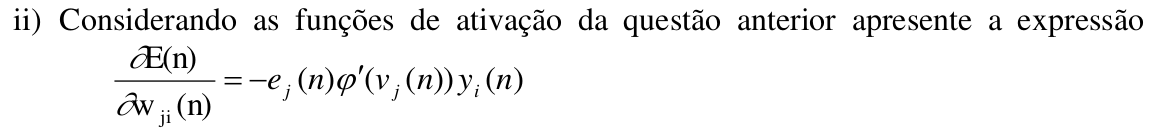 ii) Considerando as funções de ativação da questão anterior apresente a expressão
∂E(n)/∂w_ji(n) = −e_j(n)φ′(v_j(n))y_i(n)